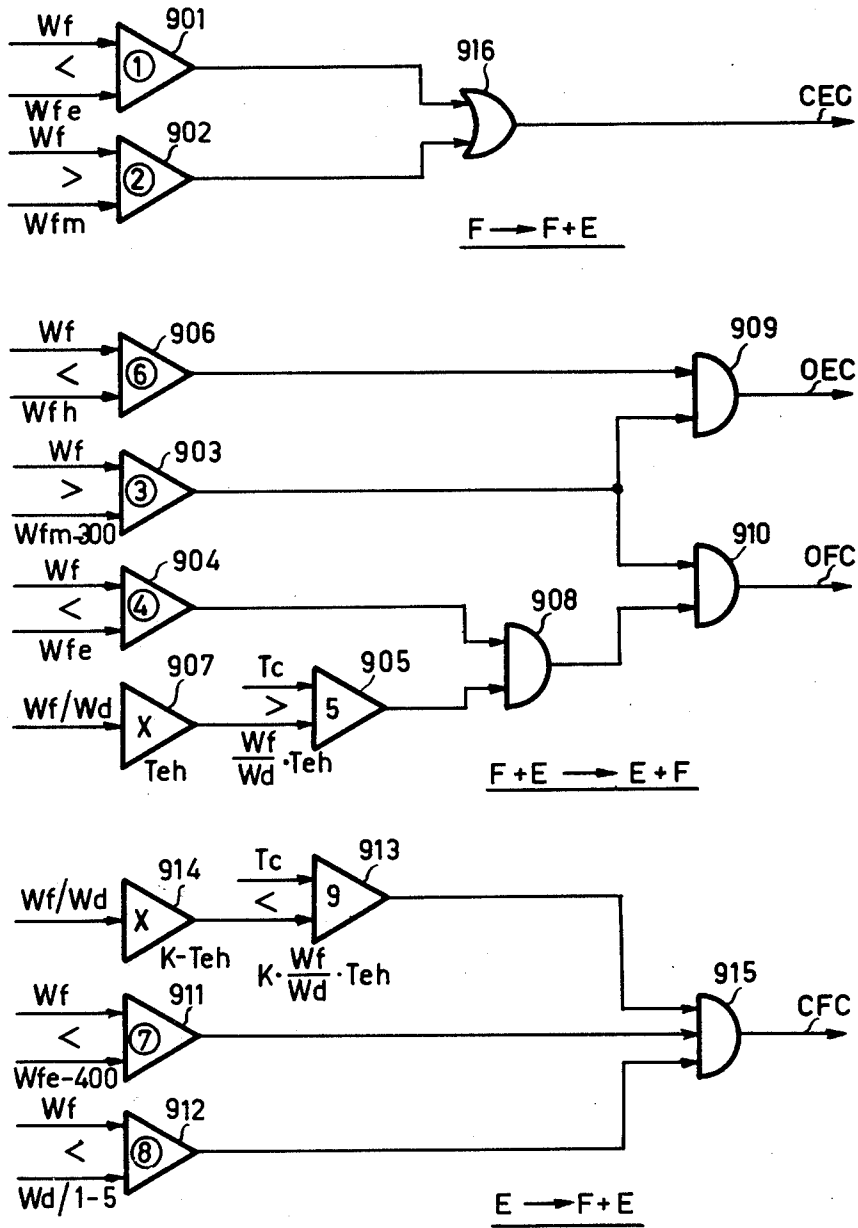 Wf
901
<
①
Wfe
916
CEC
Wf
902
>
②
Wfm
F → F+E
Wf
906
<
⑥
Wfh
909
OEC
Wf
903
>
③
Wfm-300
910
OFC
Wf
904
<
④
Wfe
908
907
Tc
905
Wf/Wd
X
>
5
Teh
Wf/Wd · Teh
F+E → E+F
914
Tc
913
Wf/Wd
X
<
9
K-Teh
K · Wf/Wd · Teh
Wf
911
<
⑦
Wfe-400
915
CFC
Wf
912
<
⑧
Wd/1-5
E → F+E